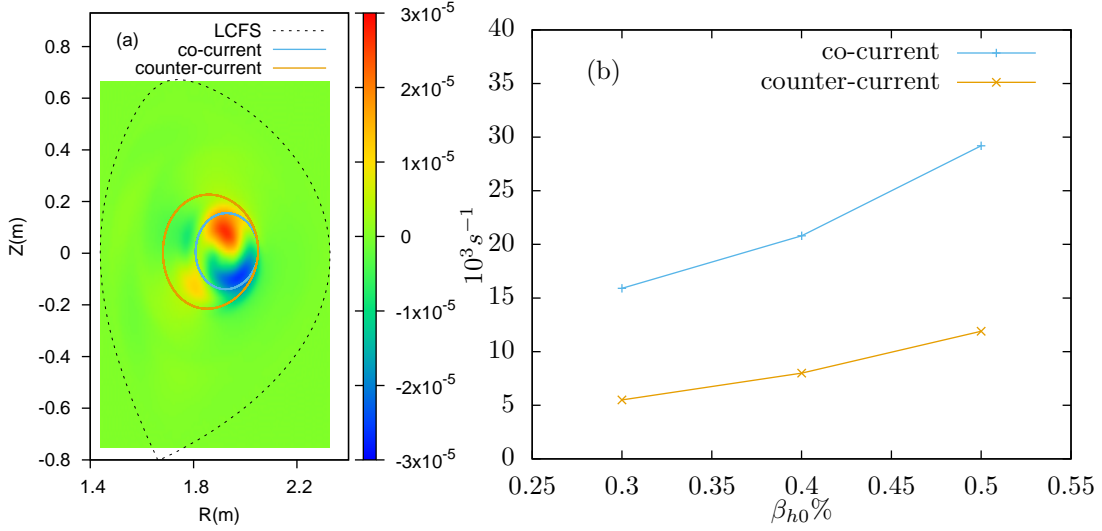 (a)
LCFS
co-current
counter-current
Z(m)
0.8
0.6
0.4
0.2
0
-0.2
-0.4
-0.6
-0.8
1.4
1.8
2.2
R(m)
3x10⁻⁵
2x10⁻⁵
1x10⁻⁵
0
-1x10⁻⁵
-2x10⁻⁵
-3x10⁻⁵
(b)
co-current
counter-current
10³s⁻¹
40
35
30
25
20
15
10
5
0
0.25
0.3
0.35
0.4
0.45
0.5
0.55
βₕ₀%